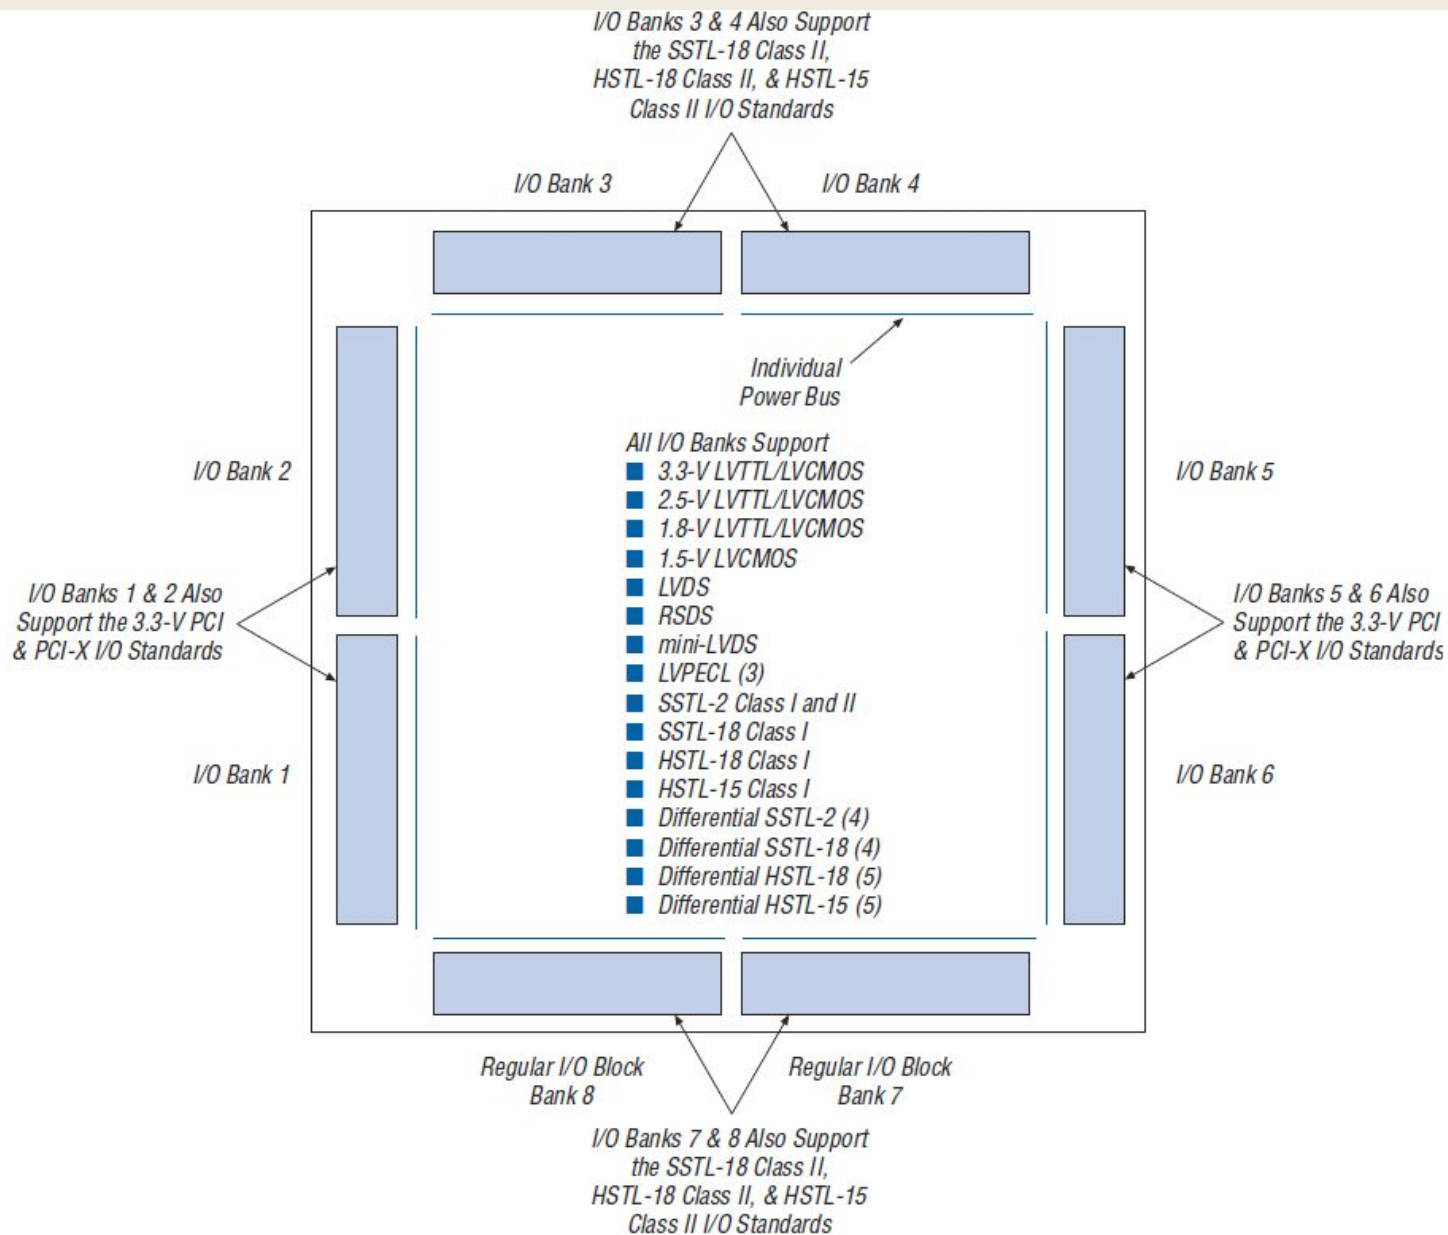 I/O Banks 3 & 4 Also Support
the SSTL-18 Class II,
HSTL-18 Class II, & HSTL-15
Class II I/O Standards
I/O Bank 3
I/O Bank 4
Individual
Power Bus
I/O Bank 2
I/O Bank 5
All I/O Banks Support
3.3-V LVTTL/LVCMOS
2.5-V LVTTL/LVCMOS
1.8-V LVTTL/LVCMOS
1.5-V LVCMOS
LVDS
RSDS
mini-LVDS
LVPECL (3)
SSTL-2 Class I and II
SSTL-18 Class I
HSTL-18 Class I
HSTL-15 Class I
Differential SSTL-2 (4)
Differential SSTL-18 (4)
Differential HSTL-18 (5)
Differential HSTL-15 (5)
I/O Banks 1 & 2 Also
Support the 3.3-V PCI
& PCI-X I/O Standards
I/O Banks 5 & 6 Also
Support the 3.3-V PCI
& PCI-X I/O Standards
I/O Bank 1
I/O Bank 6
Regular I/O Block
Bank 8
Regular I/O Block
Bank 7
I/O Banks 7 & 8 Also Support
the SSTL-18 Class II,
HSTL-18 Class II, & HSTL-15
Class II I/O Standards